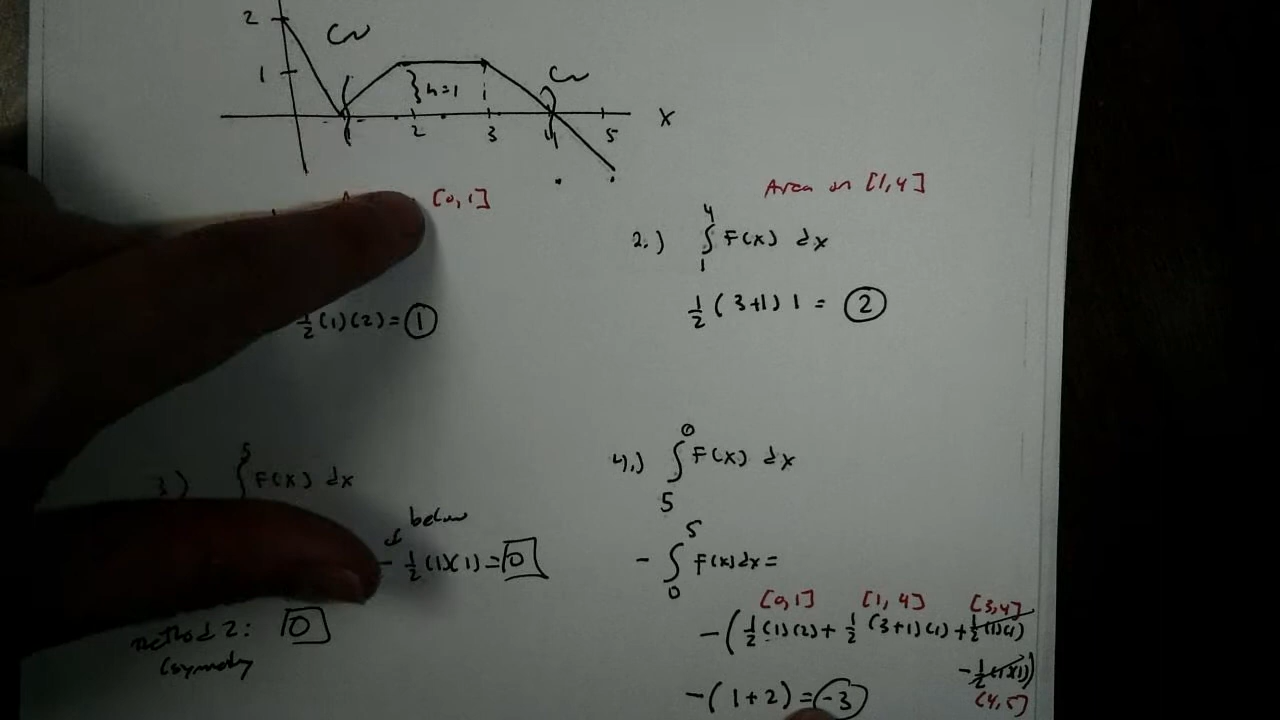 2
CN
1
CN
}h=1
2
3
4
5
X
[0,1]
Area on [1,4]
2.) ∫₁⁴ F(x) dx
½(1)(2)=①
½(3+1)1 = ②
3) ∫⁵ F(x) dx
4.) ∫₅⁰ F(x) dx
below
- ½(1)(1)=0
- ∫₀⁵ F(x)dx =
[0,1] [1,4] [3,4]
-(½(1)(2)+½(3+1)(1)+½(1)(1)
method 2: 0
-½(1)(1))
(symmetry
(4,5]
-(1+2)=-3